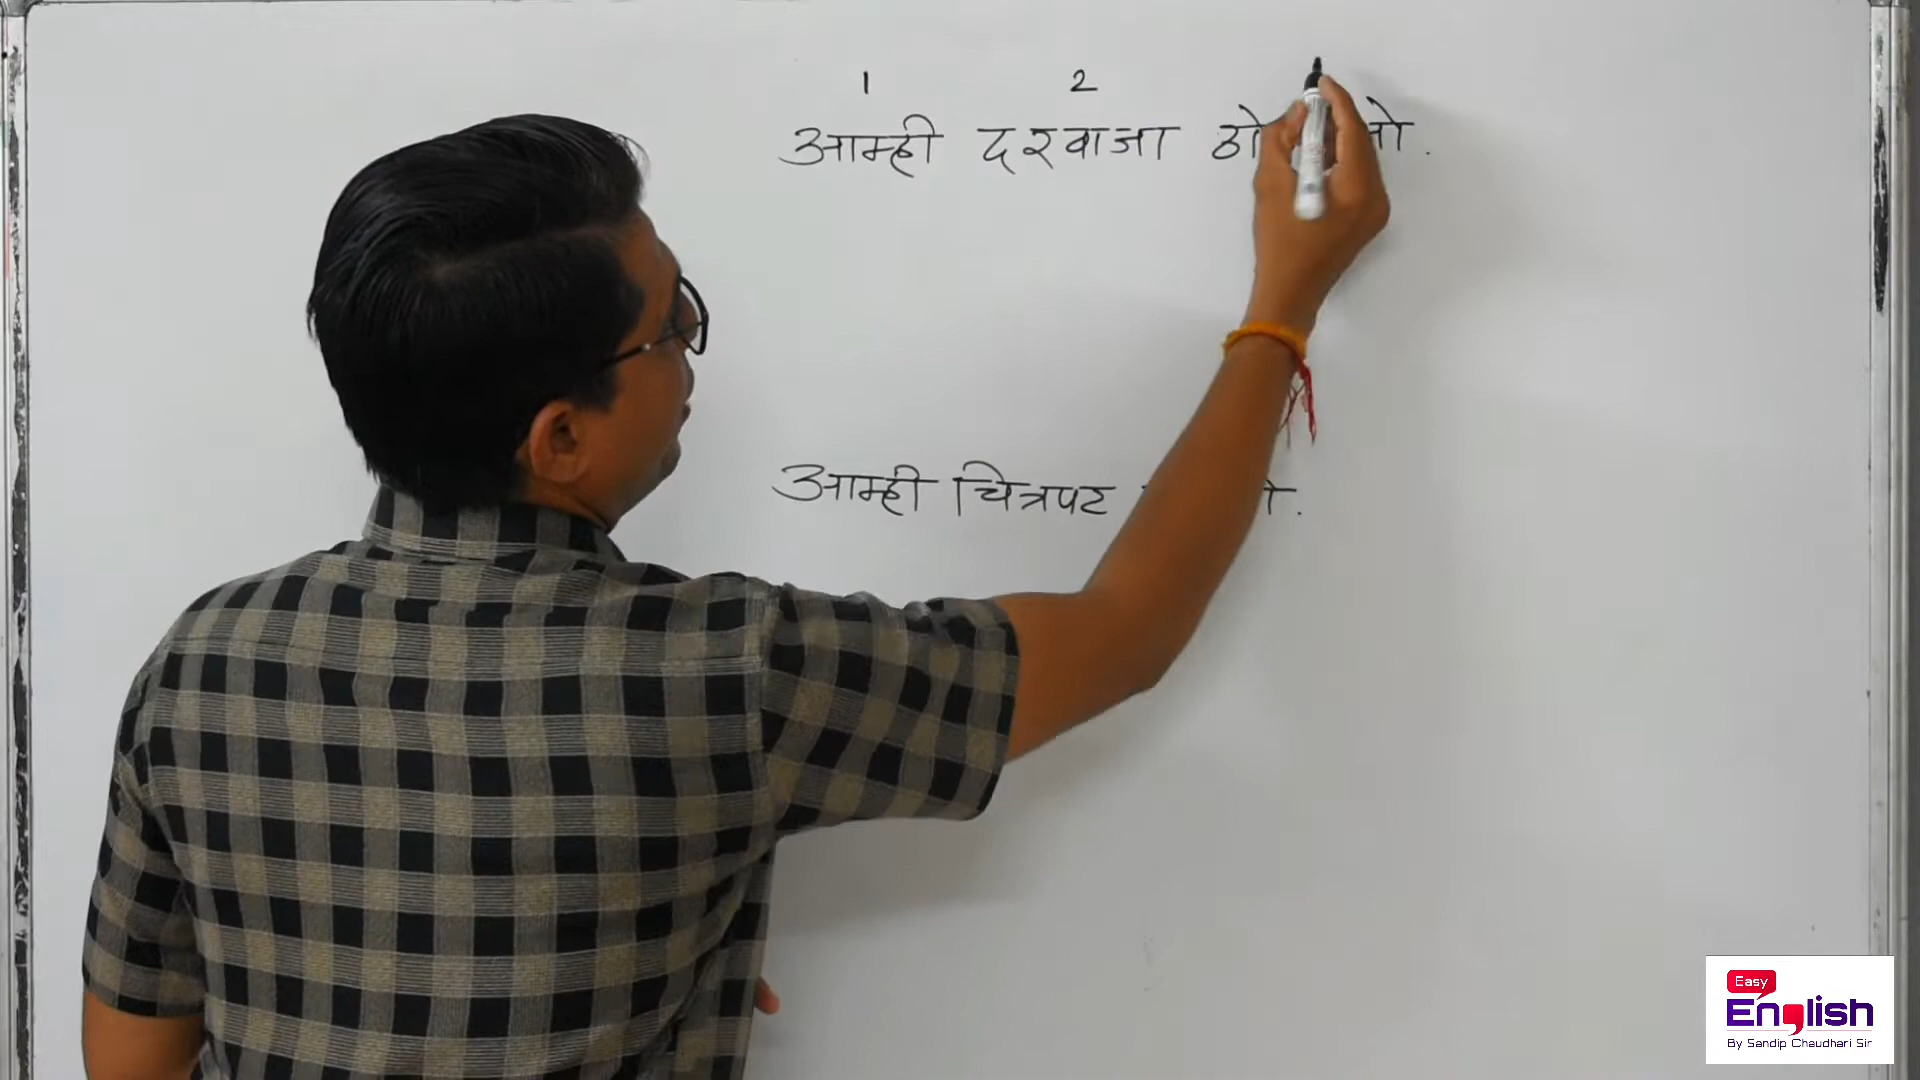 1 2
आम्ही दरवाजा
आम्ही चित्रपट
Easy
English
By Sandip Chaudhari Sir